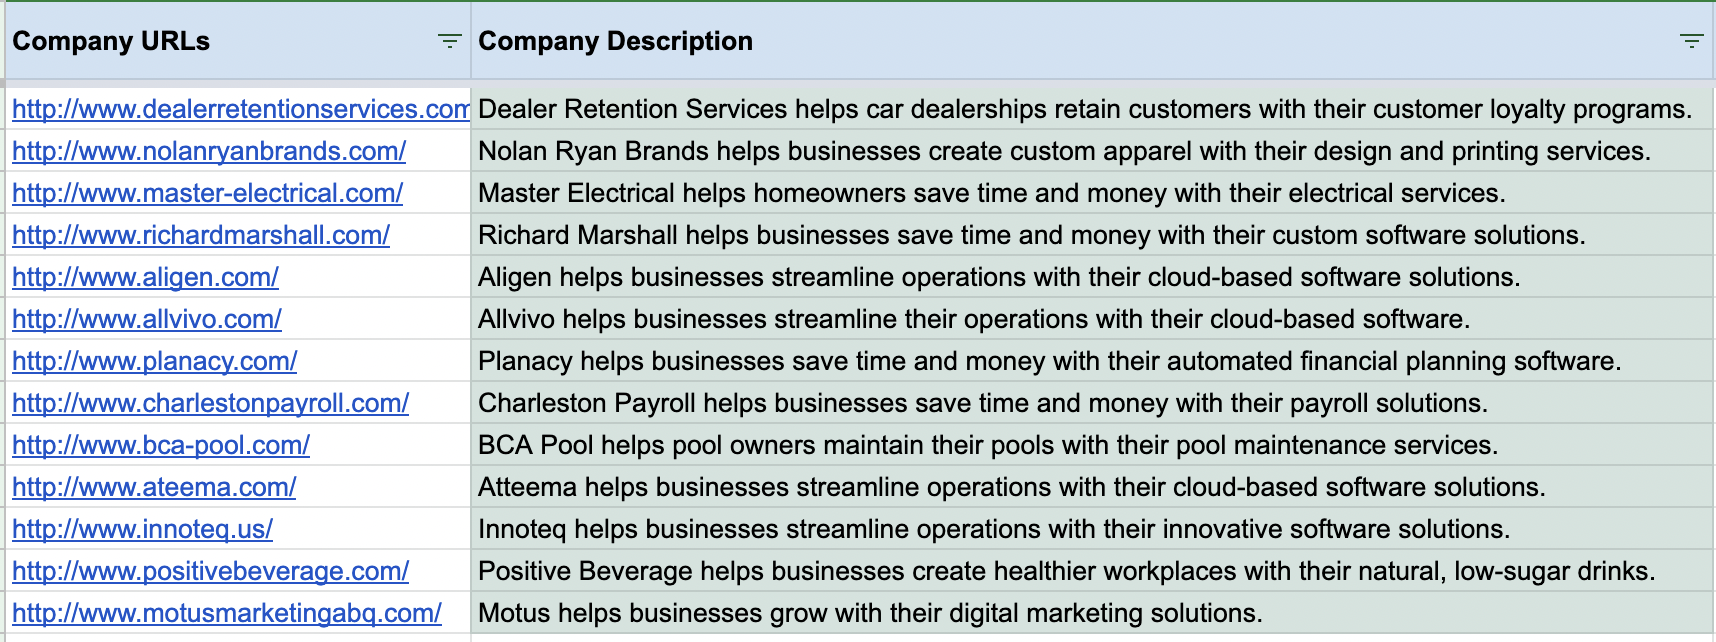 Company URLs Company Description
http://www.dealerretentionservices.com Dealer Retention Services helps car dealerships retain customers with their customer loyalty programs.
http://www.nolanryanbrands.com/ Nolan Ryan Brands helps businesses create custom apparel with their design and printing services.
http://www.master-electrical.com/ Master Electrical helps homeowners save time and money with their electrical services.
http://www.richardmarshall.com/ Richard Marshall helps businesses save time and money with their custom software solutions.
http://www.aligen.com/ Aligen helps businesses streamline operations with their cloud-based software solutions.
http://www.allvivo.com/ Allvivo helps businesses streamline their operations with their cloud-based software.
http://www.planacy.com/ Planacy helps businesses save time and money with their automated financial planning software.
http://www.charlestonpayroll.com/ Charleston Payroll helps businesses save time and money with their payroll solutions.
http://www.bca-pool.com/ BCA Pool helps pool owners maintain their pools with their pool maintenance services.
http://www.ateema.com/ Atteema helps businesses streamline operations with their cloud-based software solutions.
http://www.innoteq.us/ Innoteq helps businesses streamline operations with their innovative software solutions.
http://www.positivebeverage.com/ Positive Beverage helps businesses create healthier workplaces with their natural, low-sugar drinks.
http://www.motusmarketingabq.com/ Motus helps businesses grow with their digital marketing solutions.